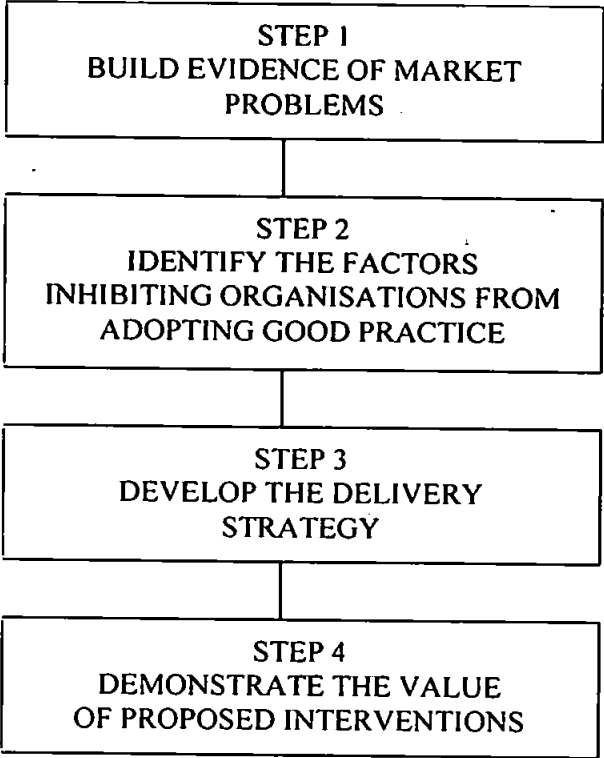 STEP 1
BUILD EVIDENCE OF MARKET
PROBLEMS
STEP 2
IDENTIFY THE FACTORS
INHIBITING ORGANISATIONS FROM
ADOPTING GOOD PRACTICE
STEP 3
DEVELOP THE DELIVERY
STRATEGY
STEP 4
DEMONSTRATE THE VALUE
OF PROPOSED INTERVENTIONS